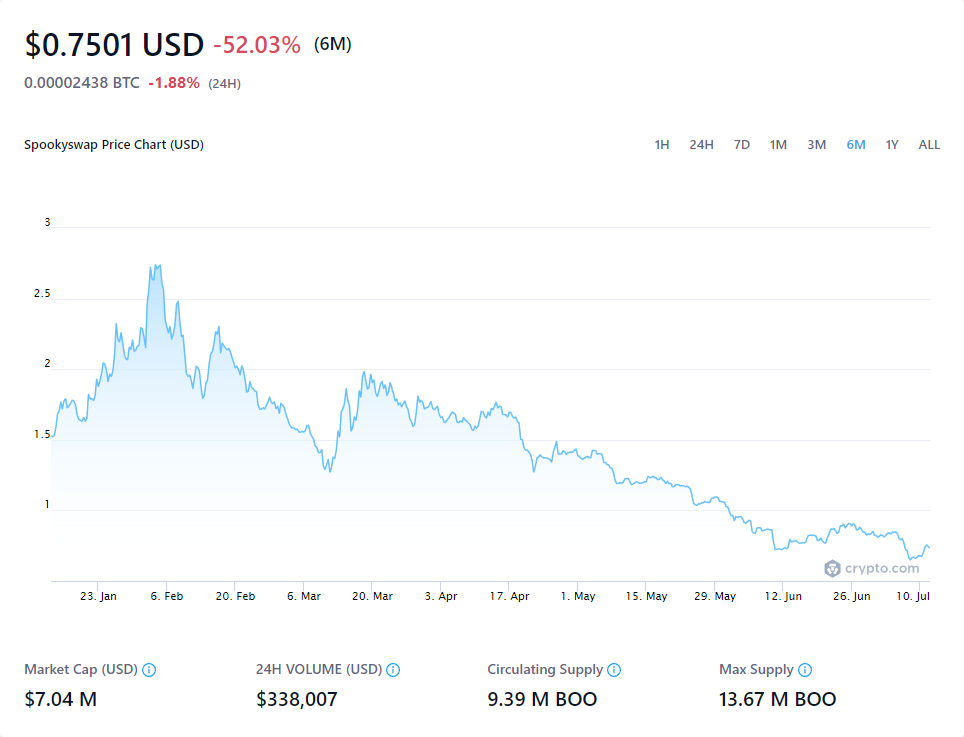 $0.7501 USD -52.03% (6M)
0.00002438 BTC -1.88% (24H)
Spookyswap Price Chart (USD) 1H 24H 7D 1M 3M 6M 1Y ALL
3
2.5
2
1.5
1
crypto.com
23. Jan 6. Feb 20. Feb 6. Mar 20. Mar 3. Apr 17. Apr 1. May 15. May 29. May 12. Jun 26. Jun 10. Jul
Market Cap (USD) 24H VOLUME (USD) Circulating Supply Max Supply
$7.04 M $338,007 9.39 M BOO 13.67 M BOO